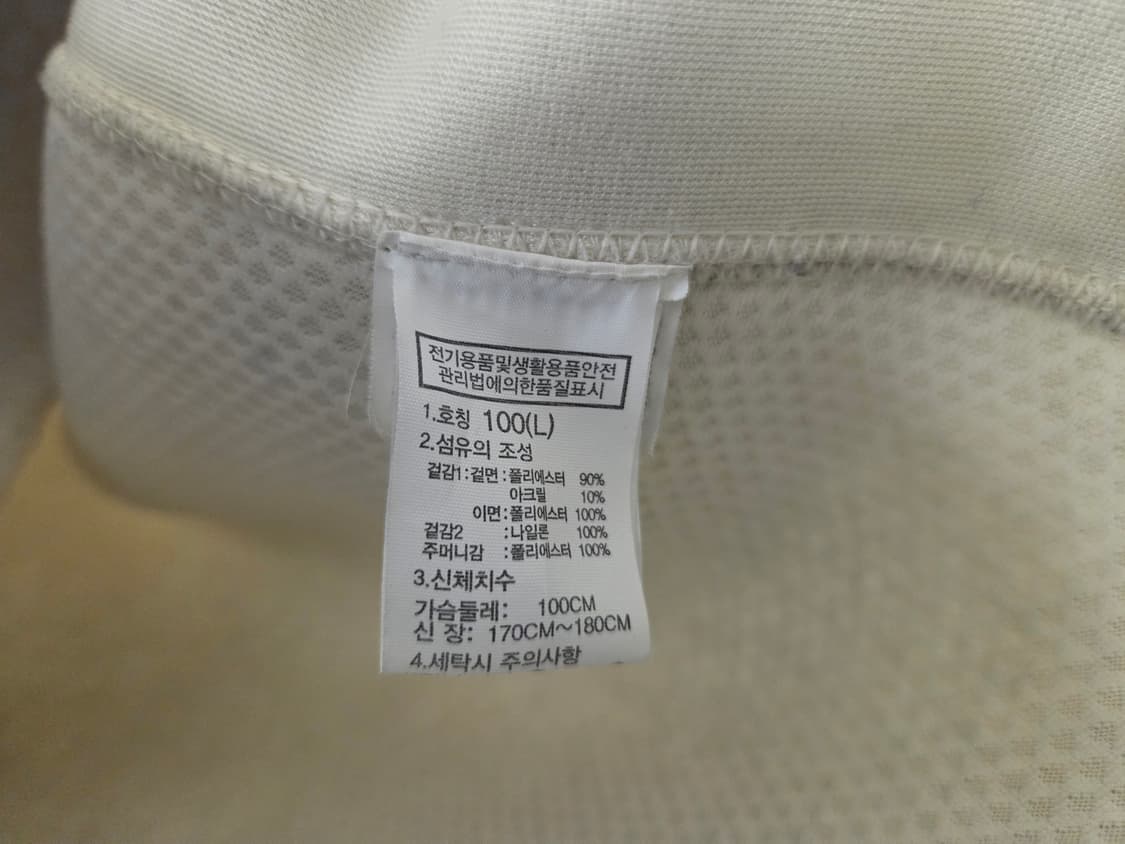 전기용품및생활용품안전
관리법에의한품질표시
1.호칭 100(L)
2.섬유의 조성
겉감1:겉면:폴리에스터 90%
아크릴 10%
이면:폴리에스터 100%
겉감2 :나일론 100%
주머니감 :폴리에스터 100%
3.신체치수
가슴둘레: 100CM
신 장: 170CM~180CM
4.세탁시 주의사항